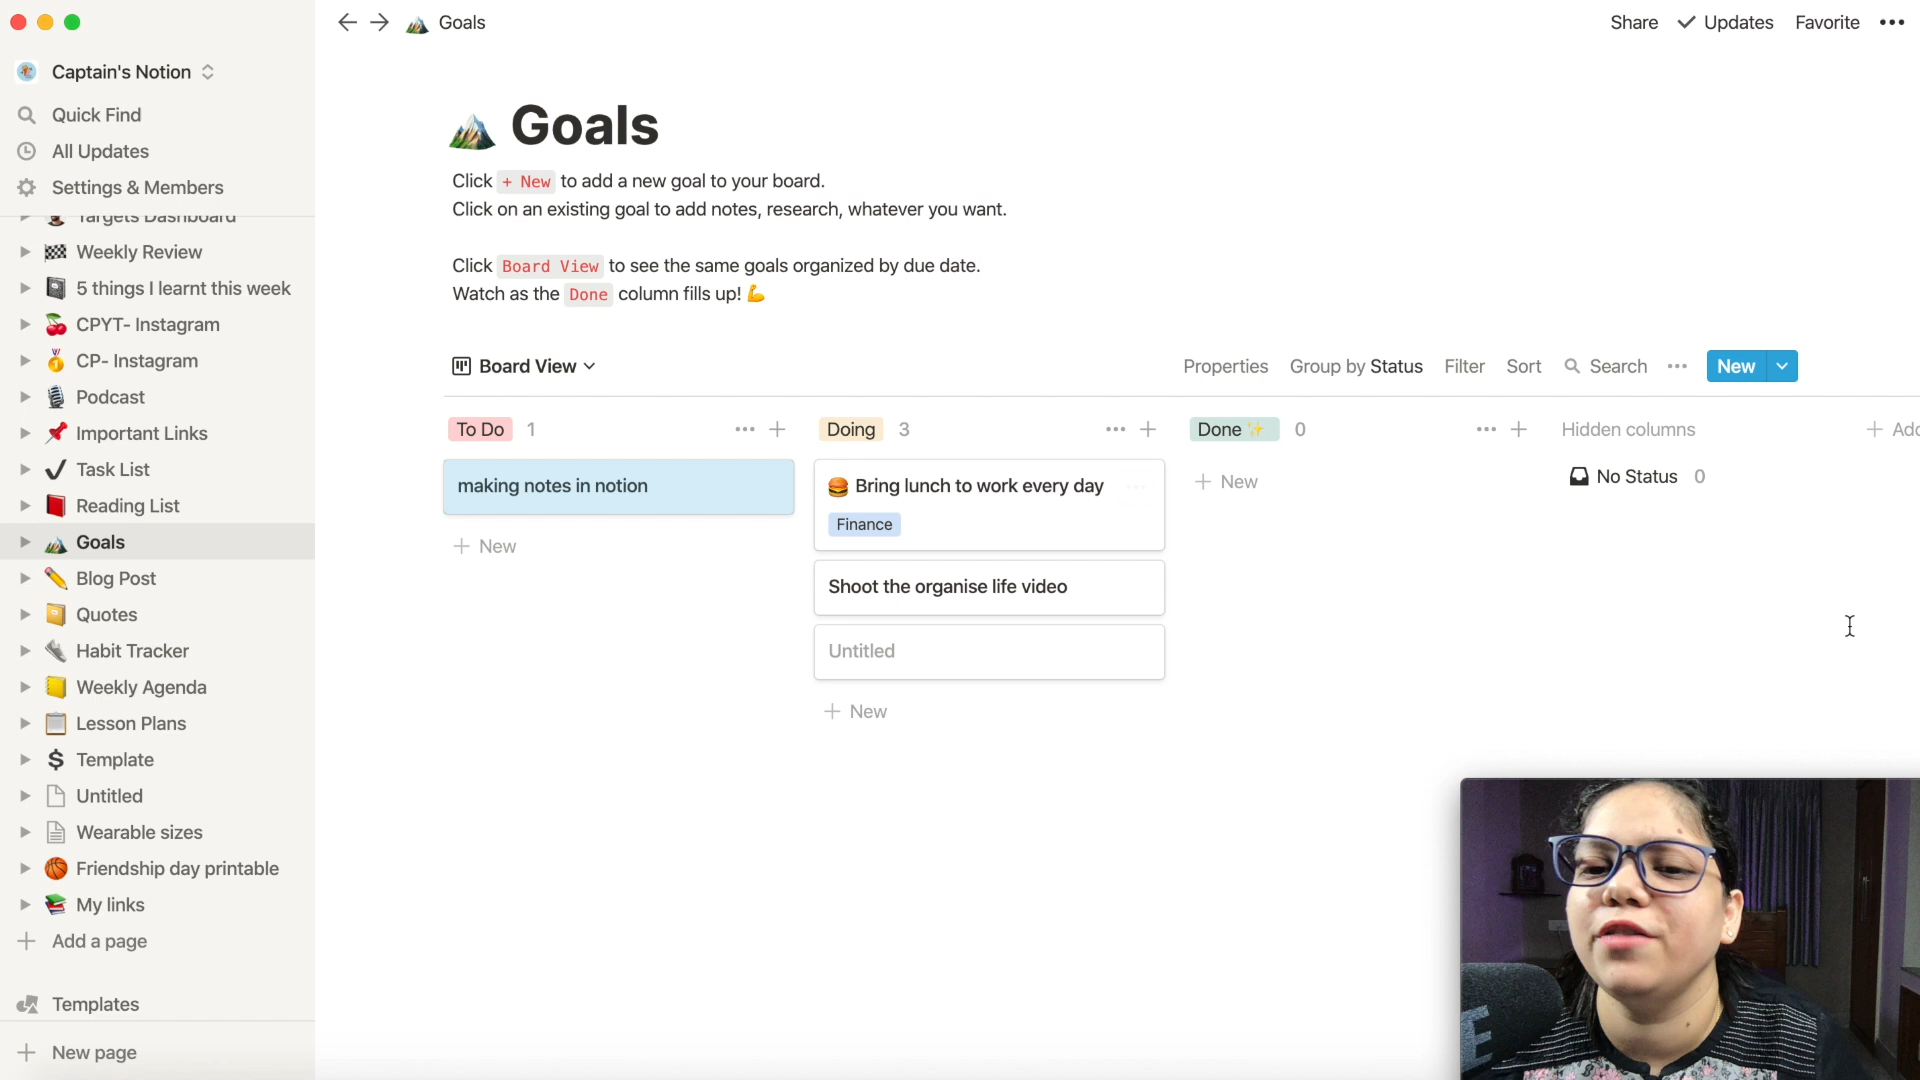 Goals
Share
Updates
Favorite
Captain's Notion
Quick Find
All Updates
Settings & Members
Targets Dashboard
Weekly Review
5 things I learnt this week
CPYT- Instagram
CP- Instagram
Podcast
Important Links
Task List
Reading List
Goals
Blog Post
Quotes
Habit Tracker
Weekly Agenda
Lesson Plans
Template
Untitled
Wearable sizes
Friendship day printable
My links
Add a page
Templates
New page
Goals
Click + New to add a new goal to your board.
Click on an existing goal to add notes, research, whatever you want.
Click Board View to see the same goals organized by due date.
Watch as the Done column fills up! 💪
Board View
Properties
Group by Status
Filter
Sort
Search
New
To Do 1
making notes in notion
+ New
Doing 3
🍔 Bring lunch to work every day
Finance
Shoot the organise life video
Untitled
+ New
Done ✨ 0
+ New
Hidden columns
No Status 0
+ Add